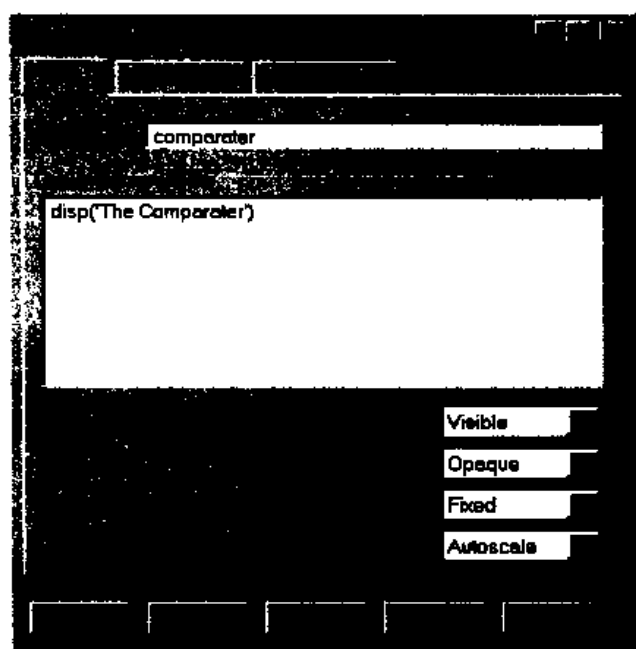 comparater
disp('The Comparater')
Visible
Opaque
Fixed
Autoscale